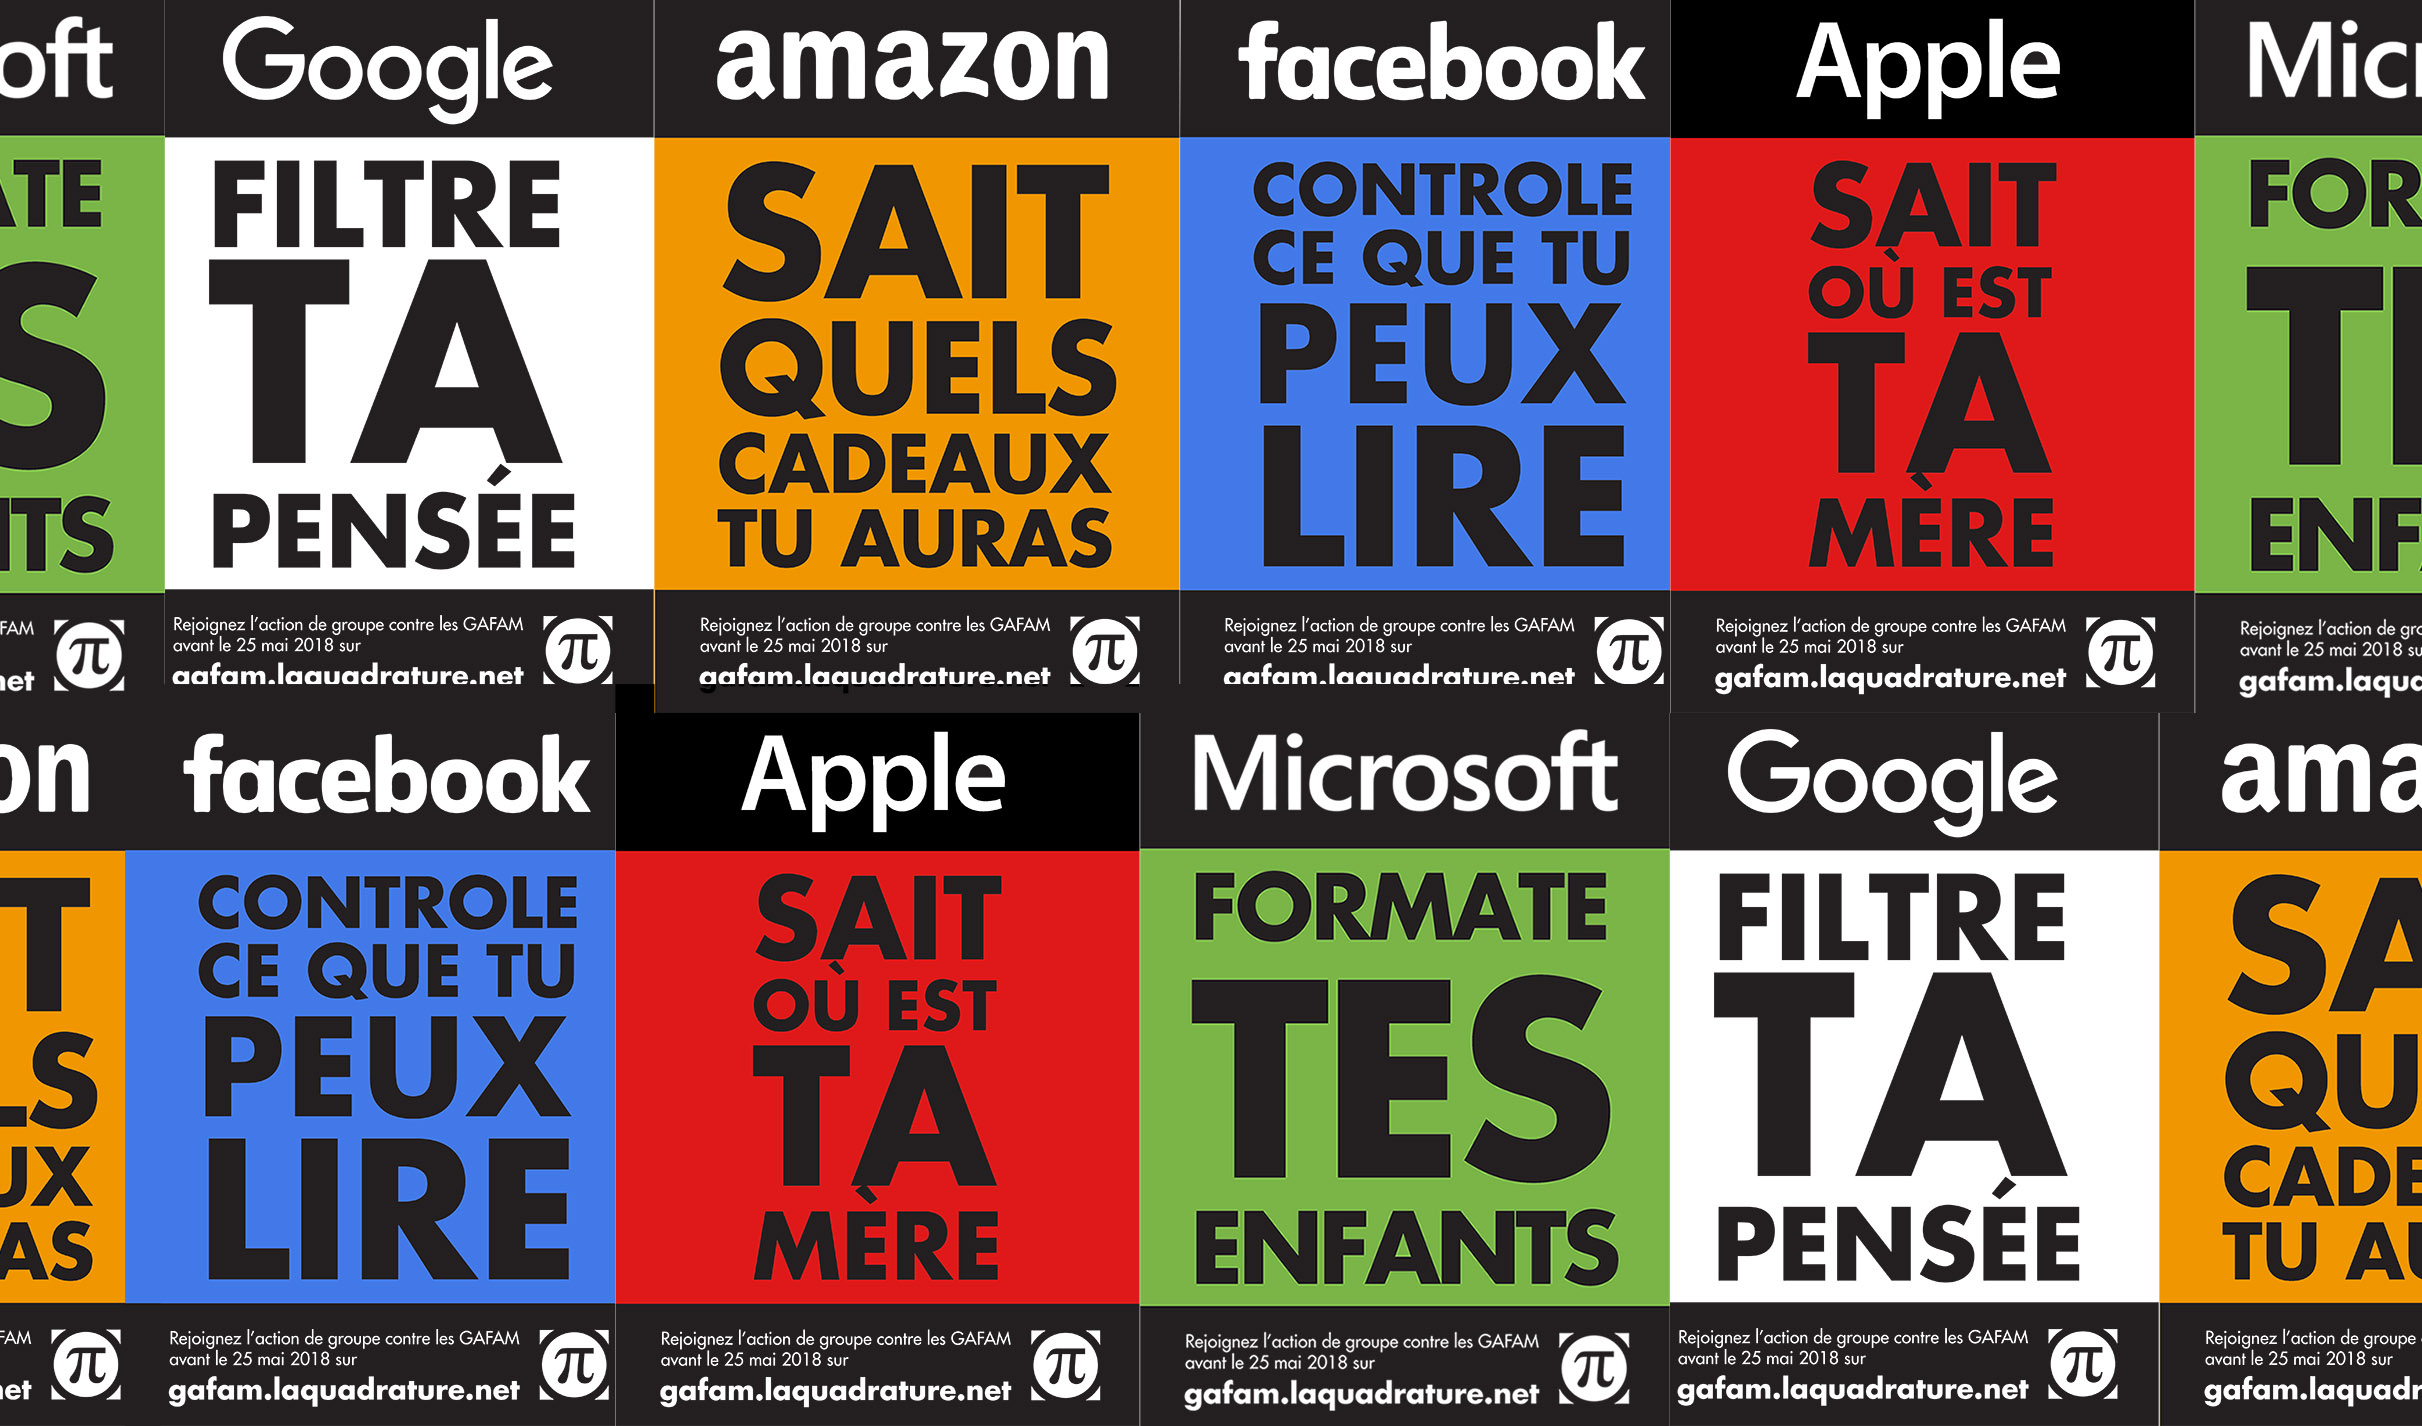 oft
ATE
S
NTS
FAM
net
Google
FILTRE
TA
PENSÉE
Rejoignez l'action de groupe contre les GAFAM
avant le 25 mai 2018 sur
gafam.laquadrature.net
amazon
SAIT
QUELS
CADEAUX
TU AURAS
Rejoignez l'action de groupe contre les GAFAM
avant le 25 mai 2018 sur
gafam.laquadrature.net
facebook
CONTROLE
CE QUE TU
PEUX
LIRE
Rejoignez l'action de groupe contre les GAFAM
avant le 25 mai 2018 sur
gafam.laquadrature.net
Apple
SAIT
OÙ EST
TA
MÈRE
Rejoignez l'action de groupe contre les GAFAM
avant le 25 mai 2018 sur
gafam.laquadrature.net
Micr
FOR
TE
ENF
Rejoignez l'action de gro
avant le 25 mai 2018 su
gafam.laqua
on
T
LS
UX
AS
FAM
net
facebook
CONTROLE
CE QUE TU
PEUX
LIRE
Rejoignez l'action de groupe contre les GAFAM
avant le 25 mai 2018 sur
gafam.laquadrature.net
Apple
SAIT
OÙ EST
TA
MÈRE
Rejoignez l'action de groupe contre les GAFAM
avant le 25 mai 2018 sur
gafam.laquadrature.net
Microsoft
FORMATE
TES
ENFANTS
Rejoignez l'action de groupe contre les GAFAM
avant le 25 mai 2018 sur
gafam.laquadrature.net
Google
FILTRE
TA
PENSÉE
Rejoignez l'action de groupe contre les GAFAM
avant le 25 mai 2018 sur
gafam.laquadrature.net
ama
SA
QU
CADE
TU AU
Rejoignez l'action de groupe
avant le 25 mai 2018 sur
gafam.laquadr